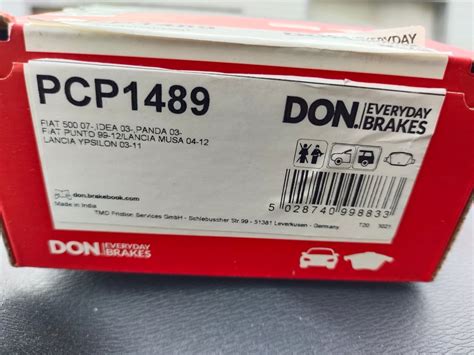 EVERYDAY
BRAKES
PCP1489
DON. EVERYDAY
BRAKES
FIAT 500 07-, IDEA 03-, PANDA 03-
FIAT PUNTO 99-12/LANCIA MUSA 04-12
LANCIA YPSILON 03-11
don.brakebook.com
Made in India
TMD Friction Services GmbH - Schlebuscher Str.99 - 51381 Leverkusen - Germany
5 028740 998833
T20
DON. EVERYDAY
BRAKES